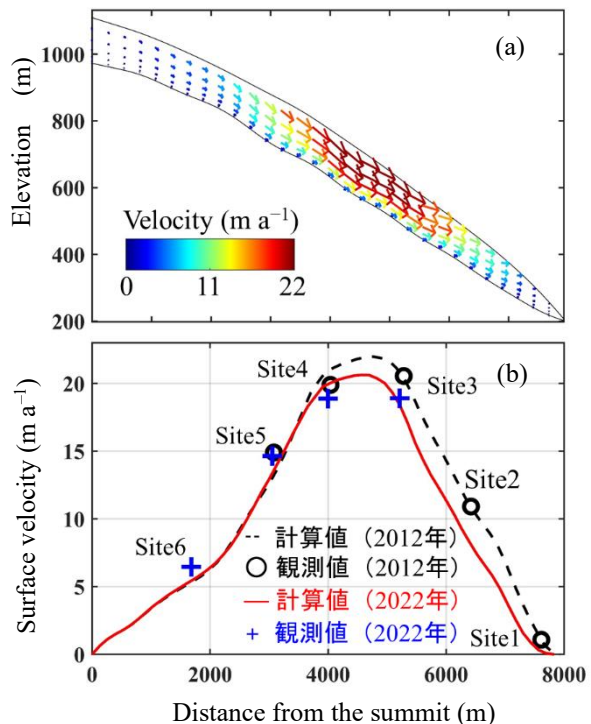 (a)
Elevation (m)
1000
800
600
400
200
Velocity (m a⁻¹)
0 11 22
(b)
Surface velocity (m a⁻¹)
20
15
10
5
0
Site4
Site3
Site5
Site2
Site6
Site1
計算値（2012年）
観測値（2012年）
計算値（2022年）
観測値（2022年）
0 2000 4000 6000 8000
Distance from the summit (m)